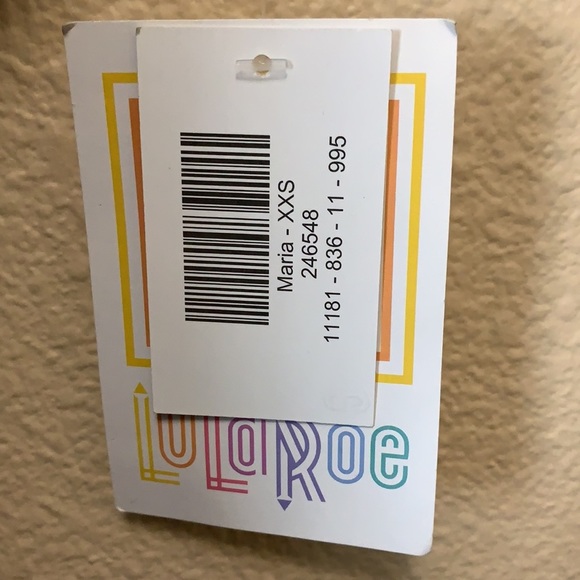 Maria - XXS
246548
11181 - 836 - 11 - 995
LuLaRoe